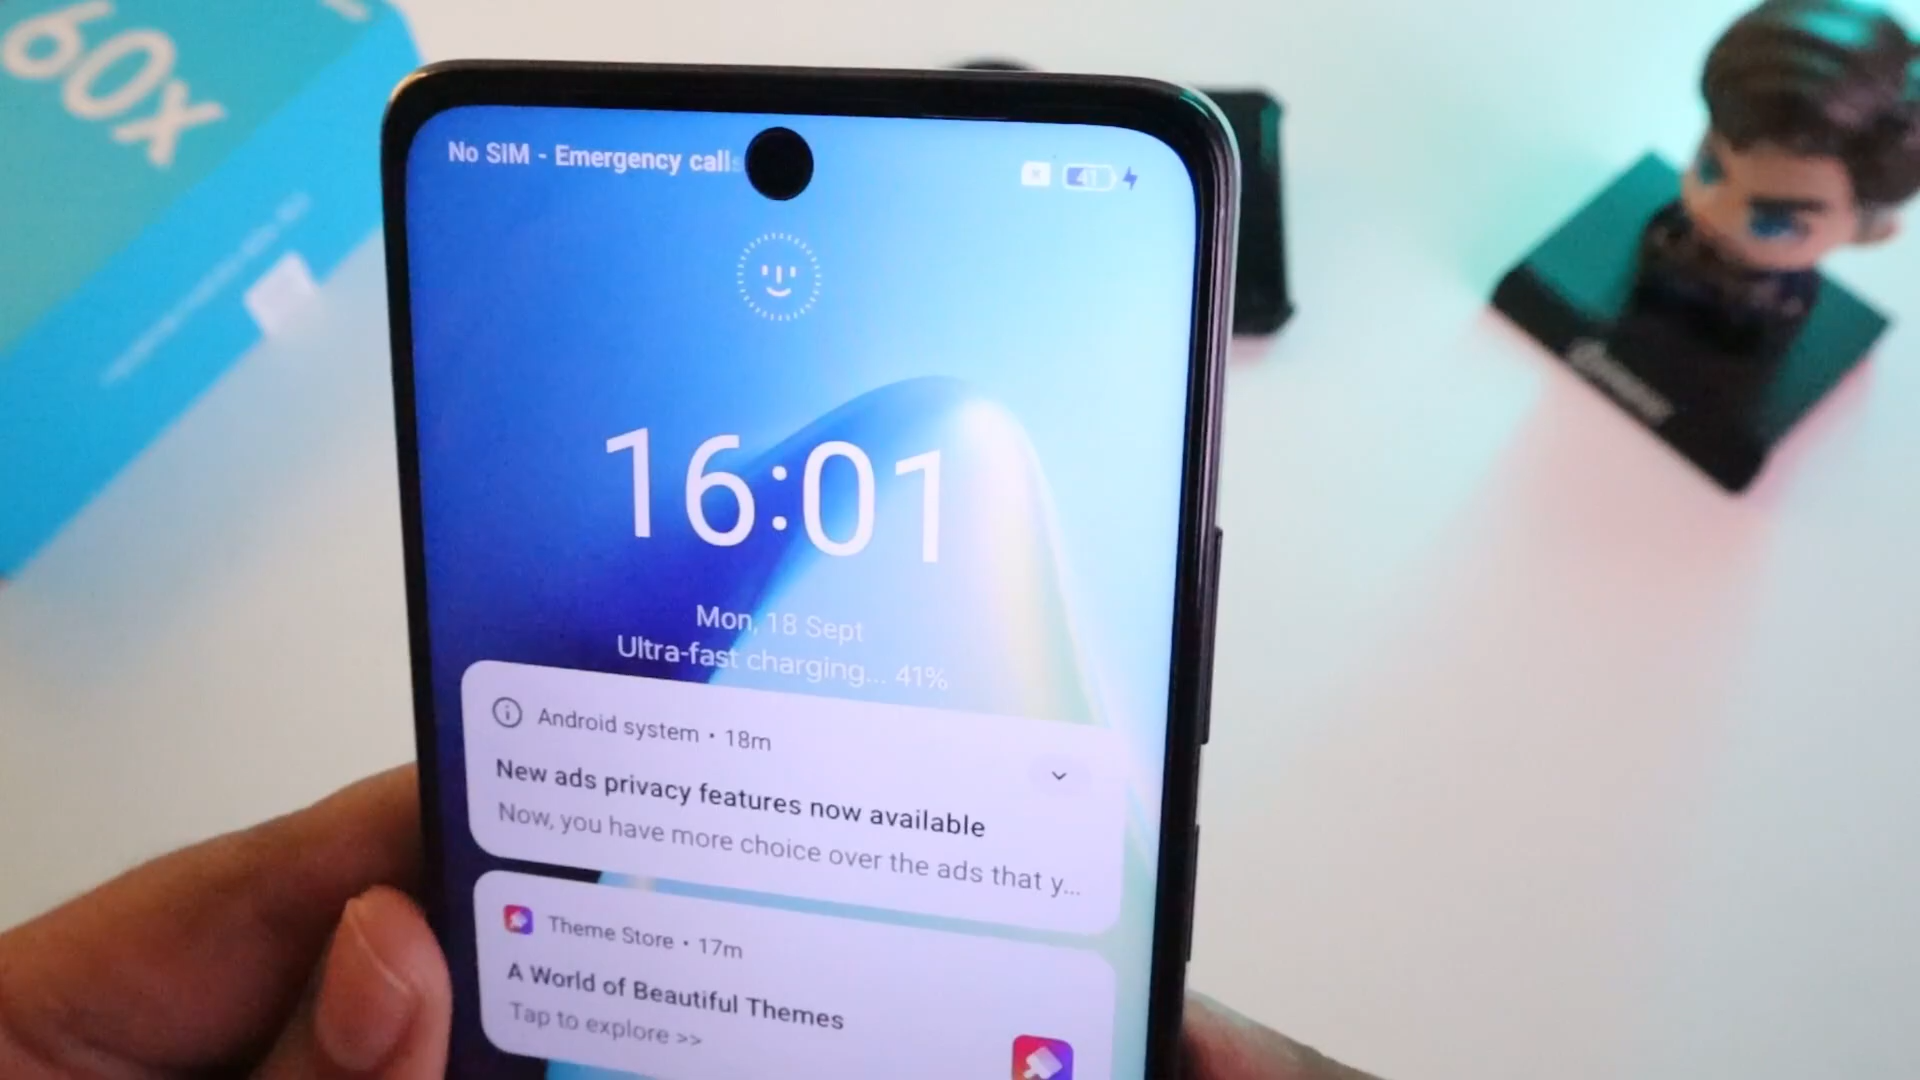 60x
No SIM - Emergency calls
41
16:01
Mon, 18 Sept
Ultra-fast charging... 41%
Android system • 18m
New ads privacy features now available
Now, you have more choice over the ads that y...
Theme Store • 17m
A World of Beautiful Themes
Tap to explore >>